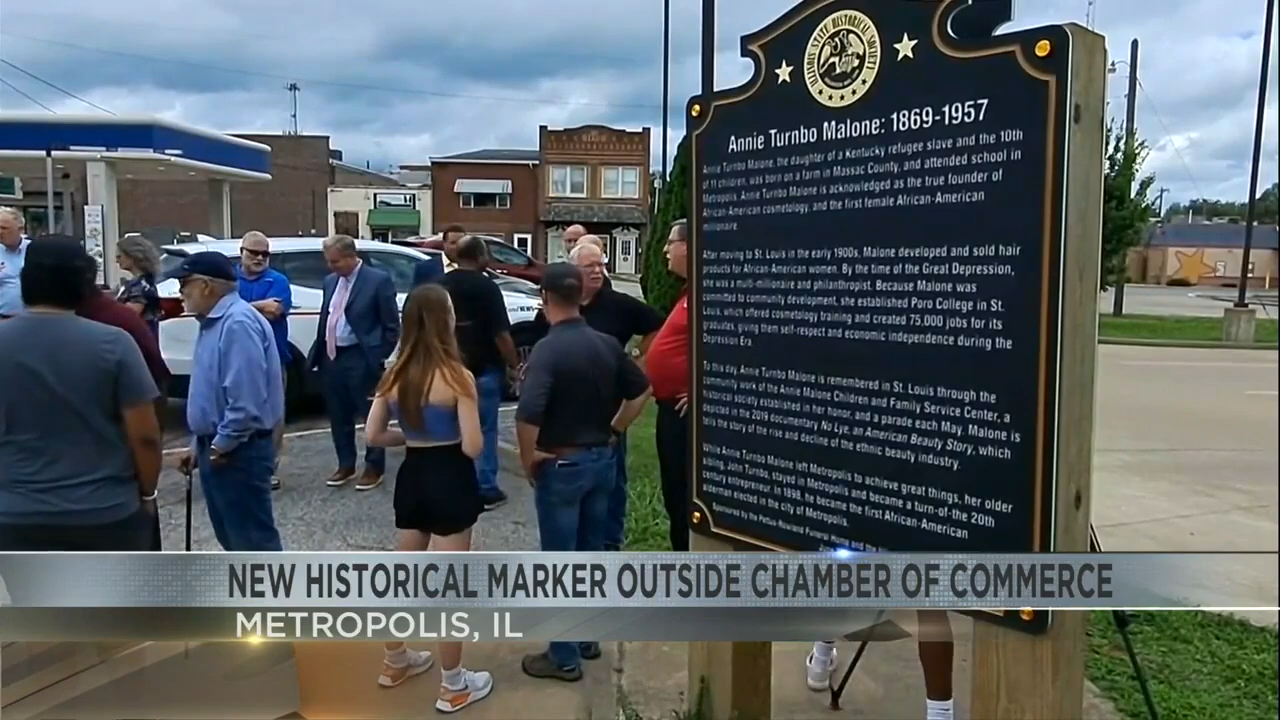 ILLINOIS STATE HISTORICAL SOCIETY
Annie Turnbo Malone: 1869-1957
Annie Turnbo Malone, the daughter of a Kentucky refugee slave and the 10th
of 11 children, was born on a farm in Massac County, and attended school in
Metropolis. Annie Turnbo Malone is acknowledged as the true founder of
African-American cosmetology, and the first female African-American
millionaire.
After moving to St. Louis in the early 1900s, Malone developed and sold hair
products for African-American women. By the time of the Great Depression,
she was a multi-millionaire and philanthropist. Because Malone was
committed to community development, she established Poro College in St.
Louis, which offered cosmetology training and created 75,000 jobs for its
graduates, giving them self-respect and economic independence during the
Depression Era.
To this day, Annie Turnbo Malone is remembered in St. Louis through the
community work of the Annie Malone Children and Family Service Center, a
historical society established in her honor, and a parade each May. Malone is
depicted in the 2019 documentary No Lye, an American Beauty Story, which
tells the story of the rise and decline of the ethnic beauty industry.
While Annie Turnbo Malone left Metropolis to achieve great things, her older
sibling, John Turnbo, stayed in Metropolis and became a turn-of-the 20th
century entrepreneur. In 1898, he became the first African-American
alderman elected in the city of Metropolis.
Sponsored by the Pettus-Rowland Funeral Home and the
NEW HISTORICAL MARKER OUTSIDE CHAMBER OF COMMERCE
METROPOLIS, IL